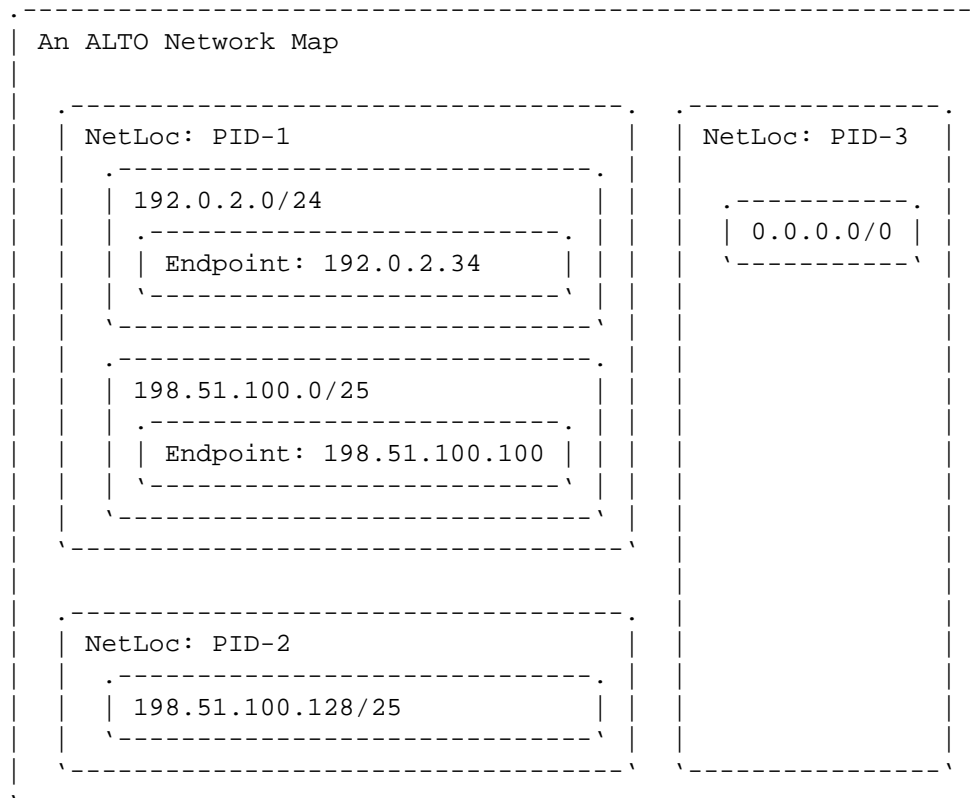 An ALTO Network Map
NetLoc: PID-1
192.0.2.0/24
Endpoint: 192.0.2.34
198.51.100.0/25
Endpoint: 198.51.100.100
NetLoc: PID-2
198.51.100.128/25
NetLoc: PID-3
0.0.0.0/0